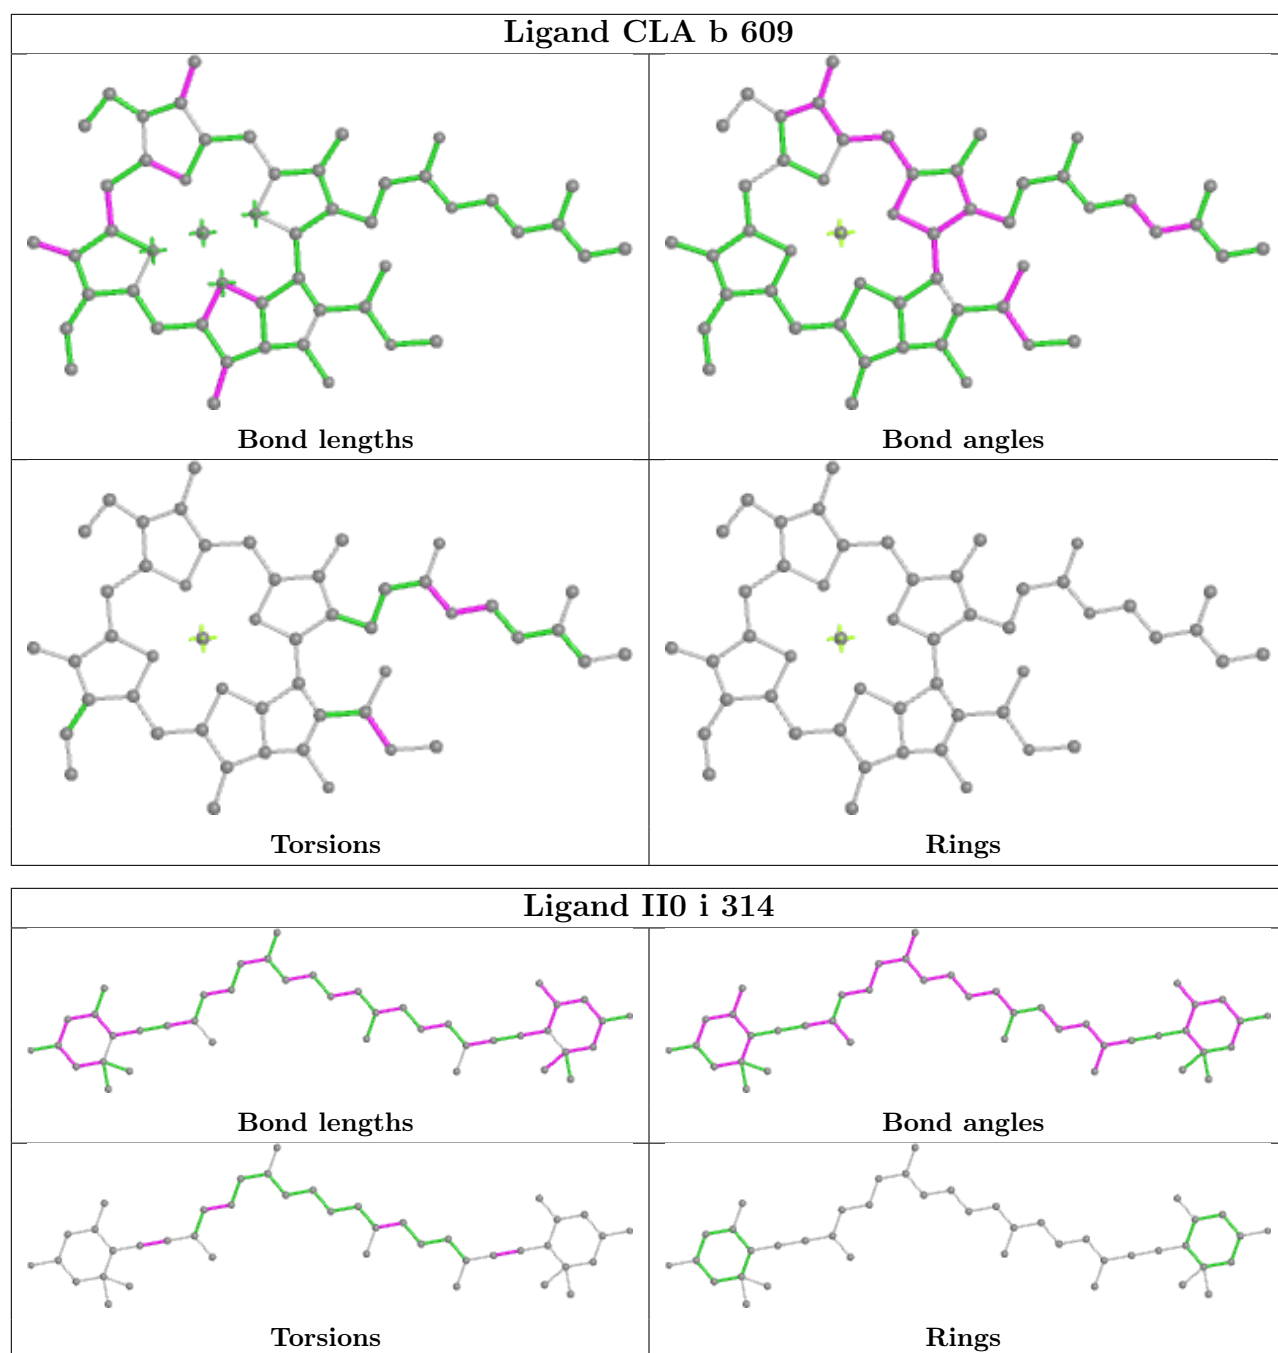 Ligand CLA b 609
Bond lengths
Bond angles
Torsions
Rings
Ligand II0 i 314
Bond lengths
Bond angles
Torsions
Rings